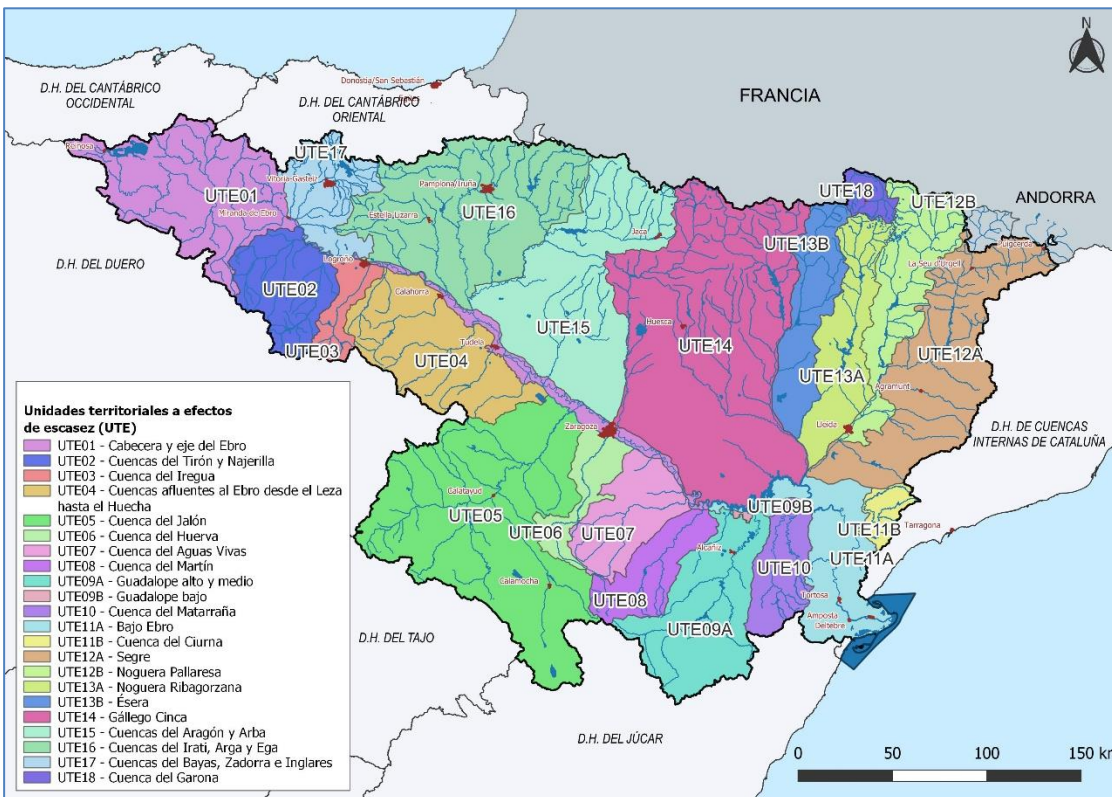 N
D.H. DEL CANTÁBRICO
OCCIDENTAL
Donostia/San Sebastián
D.H. DEL CANTÁBRICO
ORIENTAL
FRANCIA
Reinosa
UTE17
Vitoria-Gasteiz
UTE01
Pamplona/Iruña
UTE16
UTE18
UTE12B
ANDORRA
Miranda de Ebro
Estella-Lizarra
Jaca
UTE13B
Puigcerdà
D.H. DEL DUERO
Logroño
La Seu d'Urgell
UTE02
Calahorra
UTE03
UTE04
Tudela
UTE15
Huesca
UTE14
UTE13A
UTE12A
Agramunt
Lleida
D.H. DE CUENCAS
INTERNAS DE CATALUÑA
Zaragoza
Calatayud
UTE05
UTE06
UTE07
UTE09B
UTE11B
Tarragona
Alcañiz
Calamocha
UTE08
UTE10
UTE11A
Tortosa
UTE09A
Amposta
Deltebre
D.H. DEL TAJO
D.H. DEL JÚCAR
Unidades territoriales a efectos
de escasez (UTE)
UTE01 - Cabecera y eje del Ebro
UTE02 - Cuencas del Tirón y Najerilla
UTE03 - Cuenca del Iregua
UTE04 - Cuencas afluentes al Ebro desde el Leza
hasta el Huecha
UTE05 - Cuenca del Jalón
UTE06 - Cuenca del Huerva
UTE07 - Cuenca del Aguas Vivas
UTE08 - Cuenca del Martín
UTE09A - Guadalope alto y medio
UTE09B - Guadalope bajo
UTE10 - Cuenca del Matarraña
UTE11A - Bajo Ebro
UTE11B - Cuenca del Ciurna
UTE12A - Segre
UTE12B - Noguera Pallaresa
UTE13A - Noguera Ribagorzana
UTE13B - Ésera
UTE14 - Gállego Cinca
UTE15 - Cuencas del Aragón y Arba
UTE16 - Cuencas del Irati, Arga y Ega
UTE17 - Cuencas del Bayas, Zadorra e Inglares
UTE18 - Cuenca del Garona
0 50 100 150 km